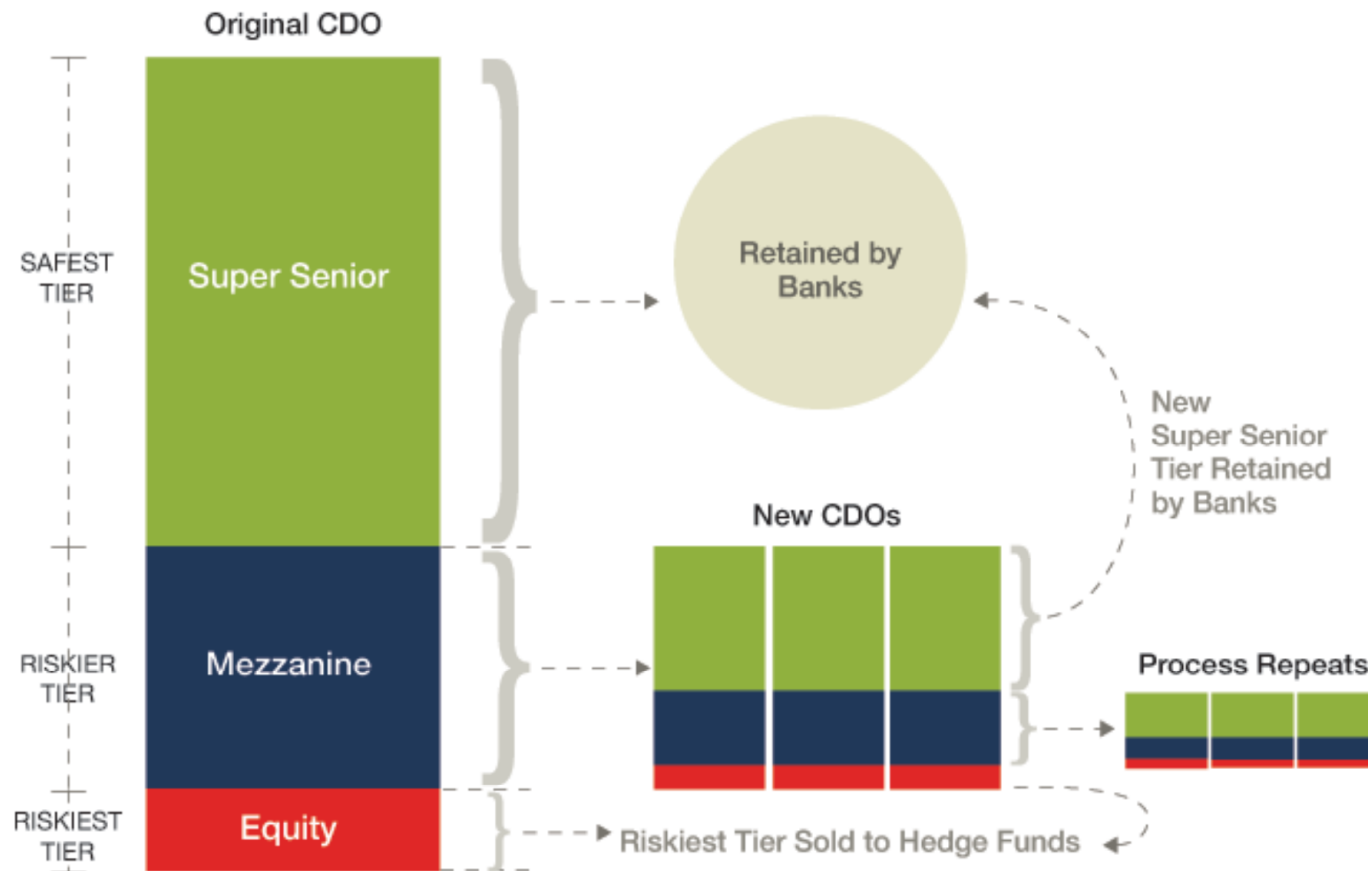 Original CDO
SAFEST
TIER
Super Senior
Retained by
Banks
New
Super Senior
Tier Retained
by Banks
New CDOs
RISKIER
TIER
Mezzanine
Process Repeats
RISKIEST
TIER
Equity
Riskiest Tier Sold to Hedge Funds